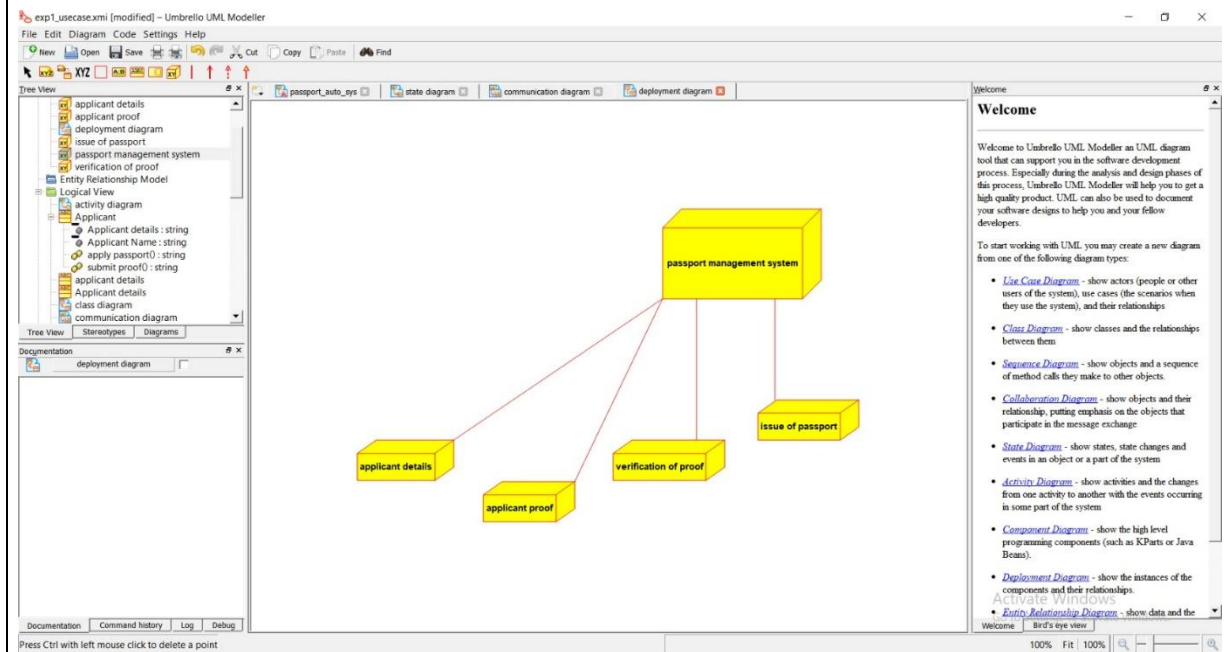 exp1_usecase.xmi [modified] – Umbrello UML Modeller
File Edit Diagram Code Settings Help
New Open Save Cut Copy Paste Find
XYZ
Tree View
applicant details
applicant proof
deployment diagram
issue of passport
passport management system
verification of proof
Entity Relationship Model
Logical View
activity diagram
Applicant
Applicant details : string
Applicant Name : string
apply passport() : string
submit proof() : string
applicant details
Applicant details
class diagram
communication diagram
Tree View Stereotypes Diagrams
Documentation
deployment diagram
Documentation Command history Log Debug
Press Ctrl with left mouse click to delete a point
passport_auto_sys state diagram communication diagram deployment diagram
passport management system
issue of passport
applicant details
verification of proof
applicant proof
Welcome
Welcome
Welcome to Umbrello UML Modeller an UML diagram
tool that can support you in the software development
process. Especially during the analysis and design phases of
this process, Umbrello UML Modeller will help you to get a
high quality product. UML can also be used to document
your software designs to help you and your fellow
developers.
To start working with UML you may create a new diagram
from one of the following diagram types:
Use Case Diagram - show actors (people or other
users of the system), use cases (the scenarios when
they use the system), and their relationships
Class Diagram - show classes and the relationships
between them
Sequence Diagram - show objects and a sequence
of method calls they make to other objects.
Collaboration Diagram - show objects and their
relationship, putting emphasis on the objects that
participate in the message exchange
State Diagram - show states, state changes and
events in an object or a part of the system
Activity Diagram - show activities and the changes
from one activity to another with the events occurring
in some part of the system
Component Diagram - show the high level
programming components (such as KParts or Java
Beans).
Deployment Diagram - show the instances of the
components and their relationships.
Activate Windows
Entity Relationship Diagram - show data and the
Welcome Bird's eye view
100% Fit 100%